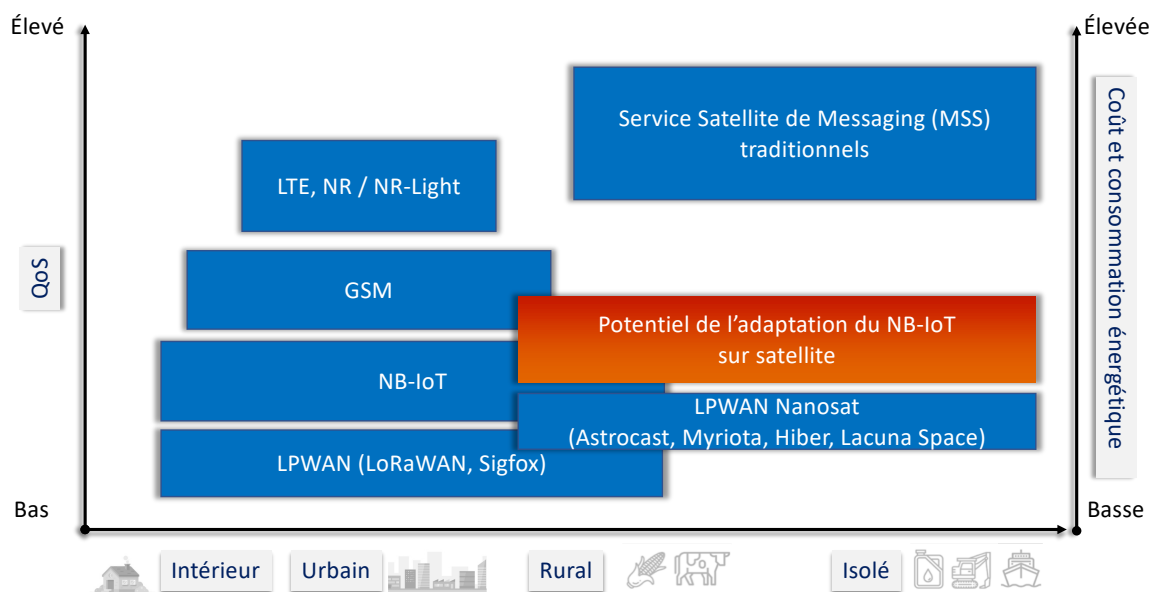 Élevé
Élevée
Service Satellite de Messaging (MSS)
traditionnels
LTE, NR / NR-Light
QoS
GSM
Coût et consommation énergétique
Potentiel de l’adaptation du NB-IoT
sur satellite
NB-IoT
LPWAN Nanosat
(Astrocast, Myriota, Hiber, Lacuna Space)
LPWAN (LoRaWAN, Sigfox)
Bas
Basse
Intérieur
Urbain
Rural
Isolé